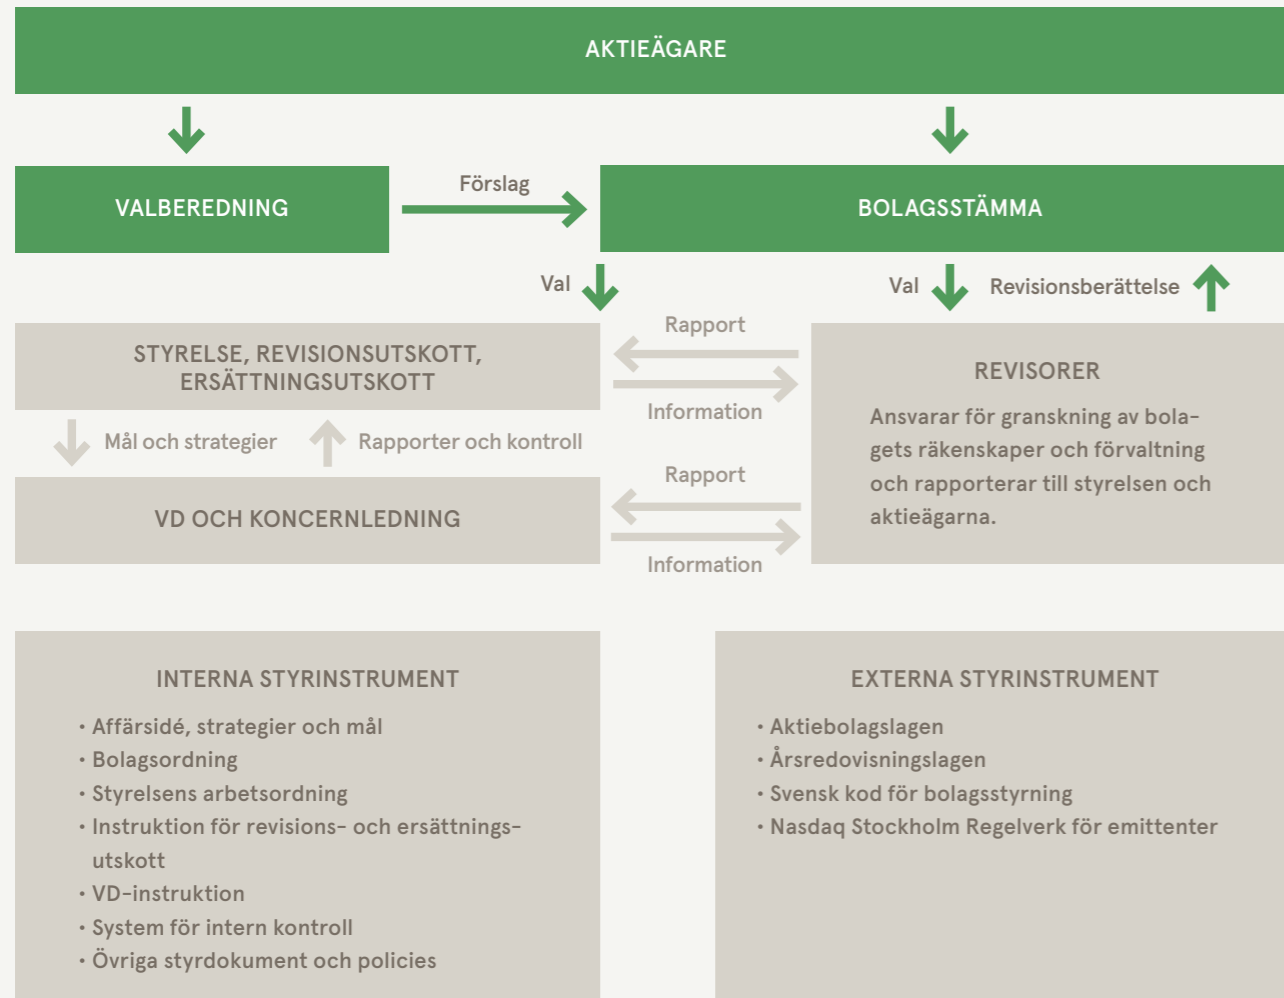 AKTIEÄGARE
VALBEREDNING
Förslag
BOLAGSSTÄMMA
Val
Val
Revisionsberättelse
STYRELSE, REVISIONSUTSKOTT,
ERSÄTTNINGSUTSKOTT
Rapport
Information
Mål och strategier
Rapporter och kontroll
VD OCH KONCERNLEDNING
Rapport
Information
REVISORER
Ansvarar för granskning av bola-
gets räkenskaper och förvaltning
och rapporterar till styrelsen och
aktieägarna.
INTERNA STYRINSTRUMENT
• Affärsidé, strategier och mål
• Bolagsordning
• Styrelsens arbetsordning
• Instruktion för revisions- och ersättnings-
utskott
• VD-instruktion
• System för intern kontroll
• Övriga styrdokument och policies
EXTERNA STYRINSTRUMENT
• Aktiebolagslagen
• Årsredovisningslagen
• Svensk kod för bolagsstyrning
• Nasdaq Stockholm Regelverk för emittenter